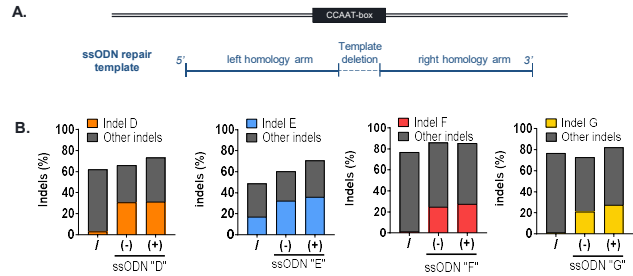 A.
CCAAT-box
ssODN repair
template
5' left homology arm Template
deletion right homology arm 3'
B.
Indel D
Other indels
Indels (%)
100
80
60
40
20
0
/ (-) (+)
ssODN "D"
Indel E
Other indels
indels (%)
100
80
60
40
20
0
/ (-) (+)
ssODN "E"
Indel F
Other indels
indels (%)
100
80
60
40
20
0
/ (-) (+)
ssODN "F"
Indel G
Other indels
indels (%)
100
80
60
40
20
0
/ (-) (+)
ssODN "G"